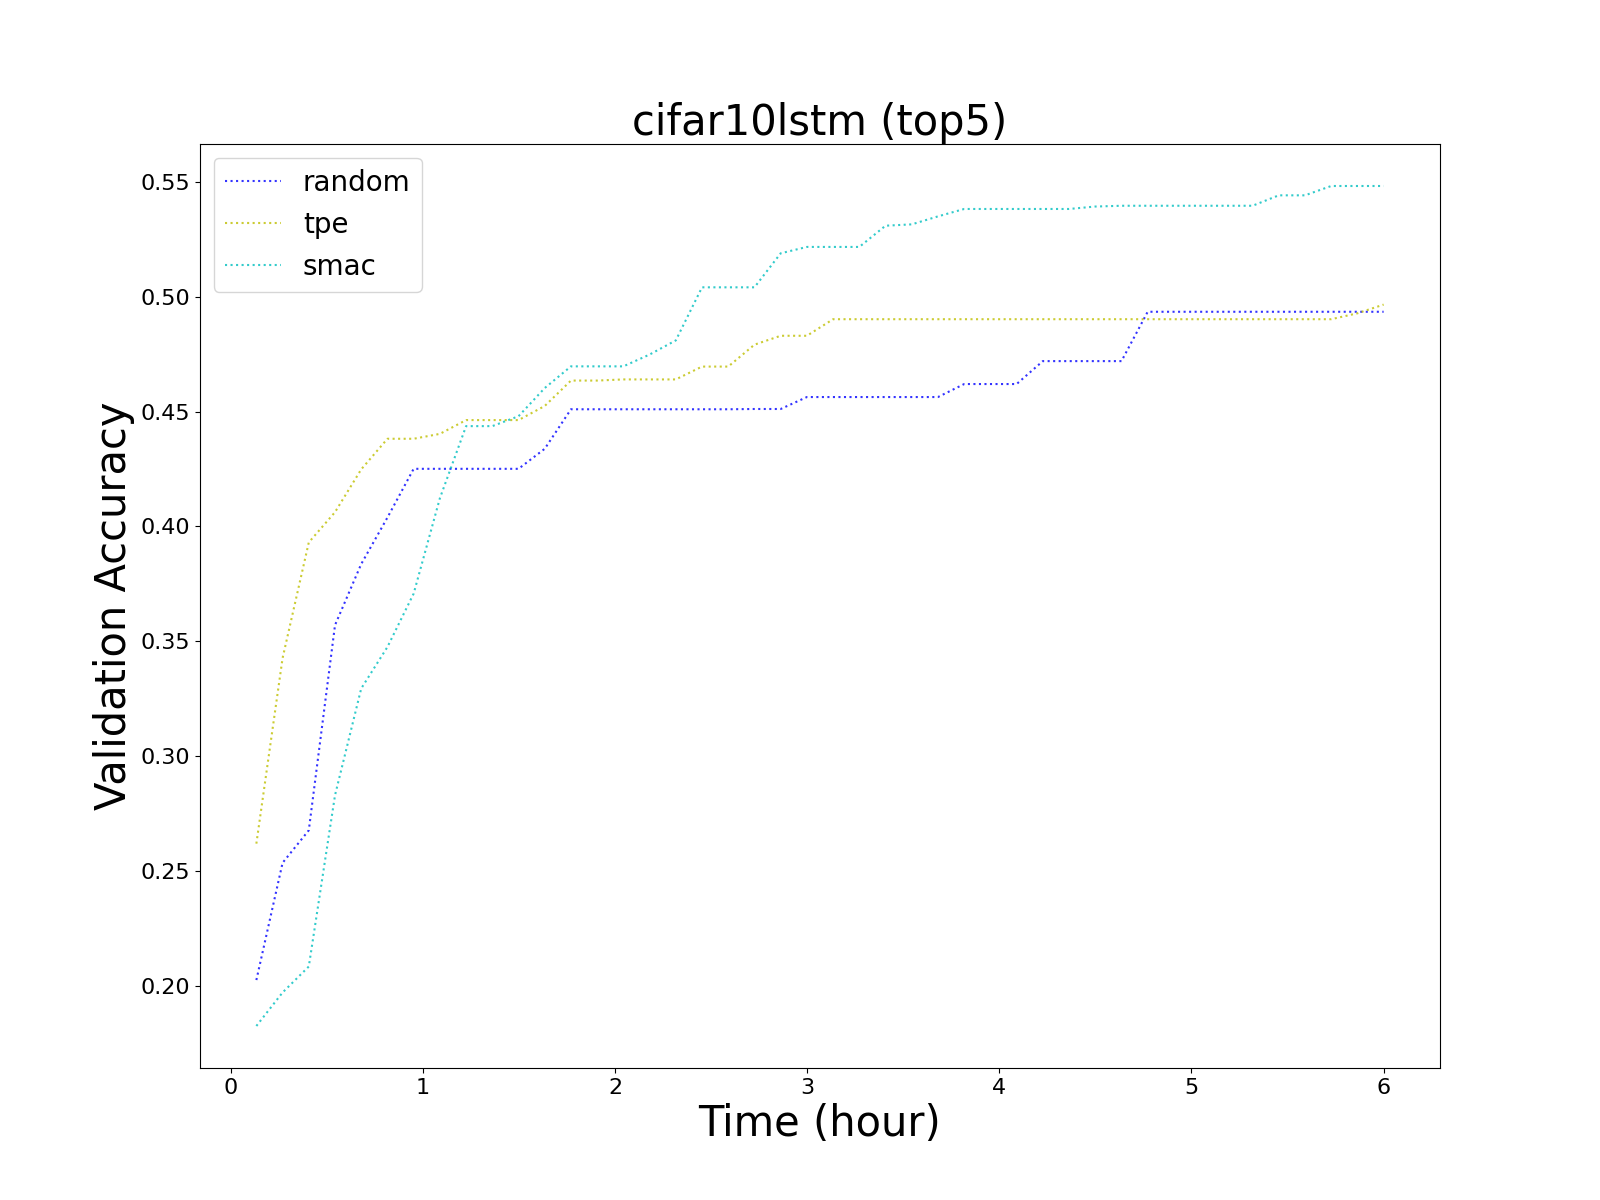 cifar10lstm (top5)
random
tpe
smac
0.55
0.50
0.45
0.40
0.35
0.30
0.25
0.20
Validation Accuracy
0 1 2 3 4 5 6
Time (hour)